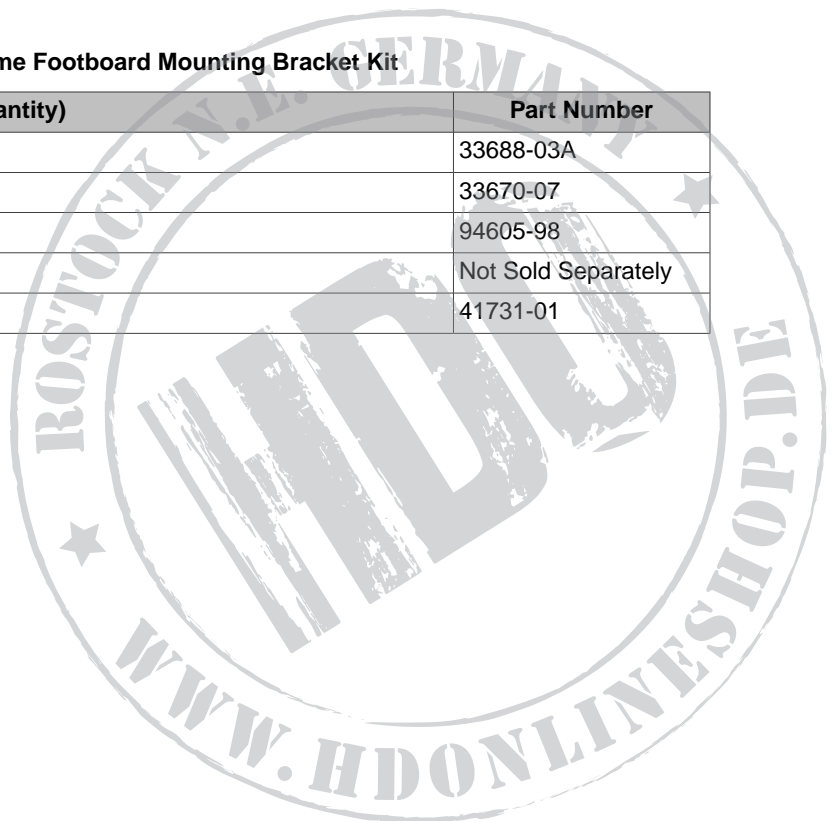 me Footboard Mounting Bracket Kit
antity) Part Number
33688-03A
33670-07
94605-98
Not Sold Separately
41731-01
ROSTOCK N.E. GERMANY
HDO
WWW.HDONLINESHOP.DE